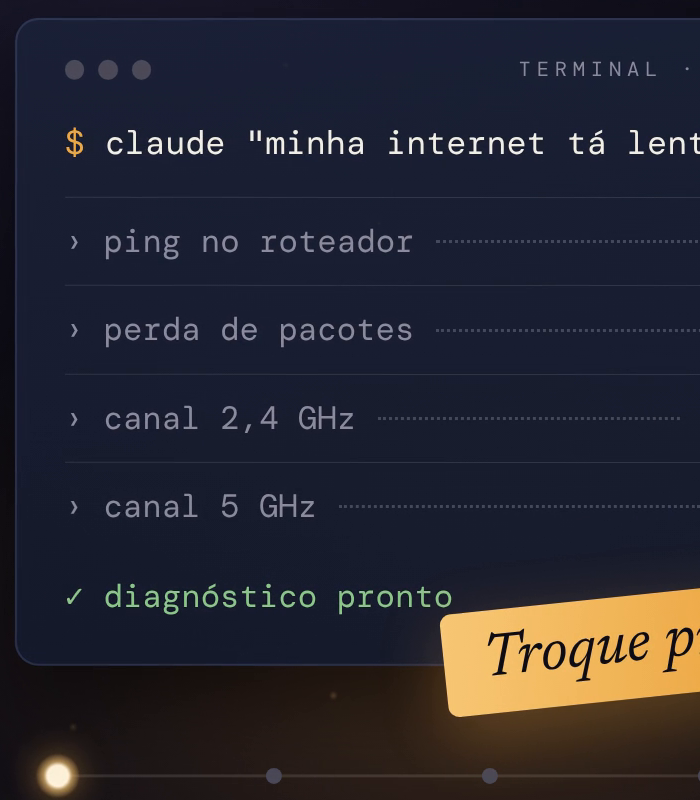 TERMINAL ·
$ claude "minha internet tá lent
› ping no roteador
› perda de pacotes
› canal 2,4 GHz
› canal 5 GHz
✓ diagnóstico pronto
Troque